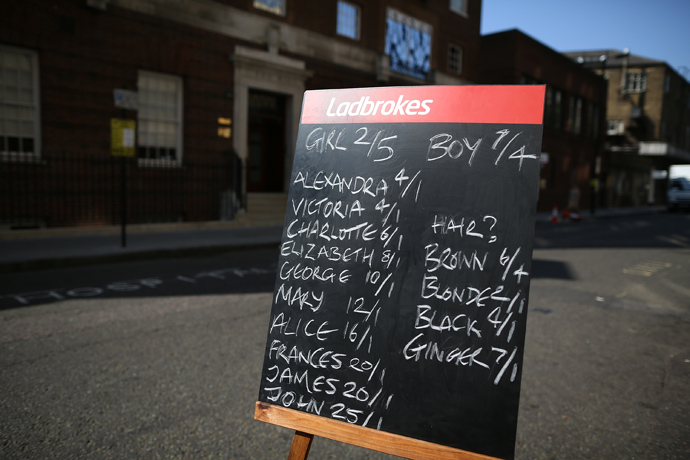 Ladbrokes
GIRL 2/5 BOY 7/4
ALEXANDRA 4/1
VICTORIA 4/1
CHARLOTTE 6/1
ELIZABETH 8/1
GEORGE 10/1
MARY 12/1
ALICE 16/1
FRANCES 20/1
JAMES 20/1
JOHN 25/1
HAIR?
BROWN 6/4
BLONDE 2/1
BLACK 4/1
GINGER 7/1